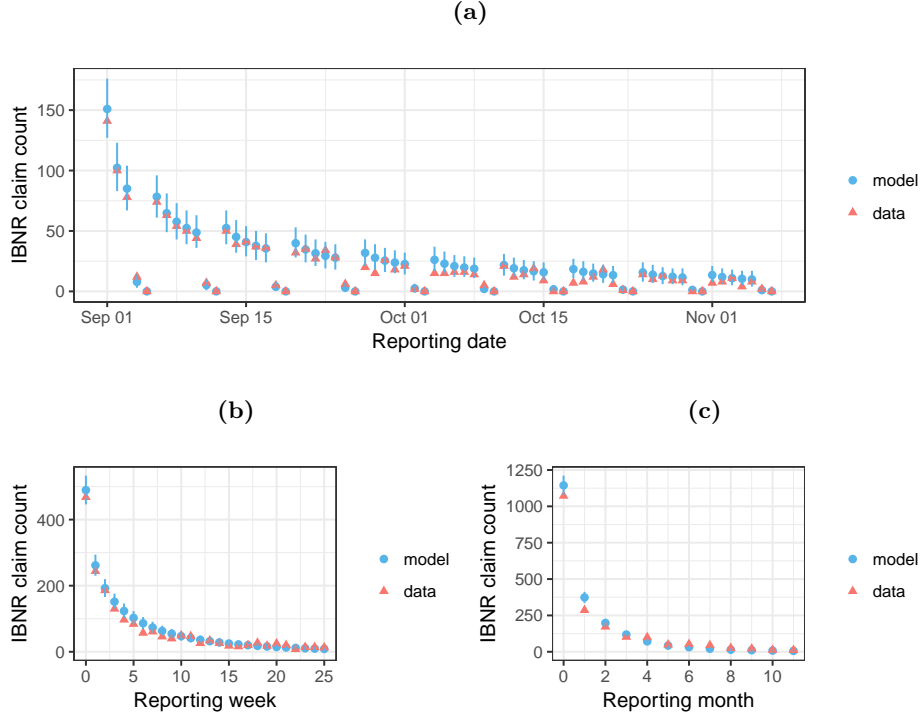 (a)
IBNR claim count
150
100
50
0
Sep 01
Sep 15
Oct 01
Oct 15
Nov 01
Reporting date
model
data
(b)
IBNR claim count
400
200
0
0
5
10
15
20
25
Reporting week
model
data
(c)
IBNR claim count
1250
1000
750
500
250
0
0
2
4
6
8
10
Reporting month
model
data